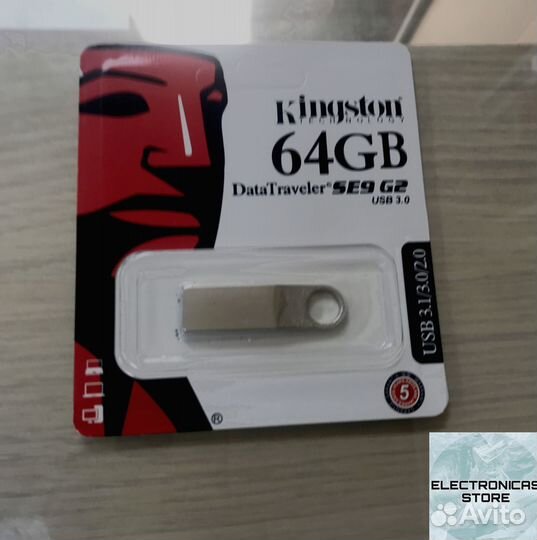 Kingston
TECHNOLOGY
64GB
DataTraveler® SE9 G2
USB 3.0
USB 3.1/3.0/2.0
5
®
ELECTRONICAS
STORE
Avito